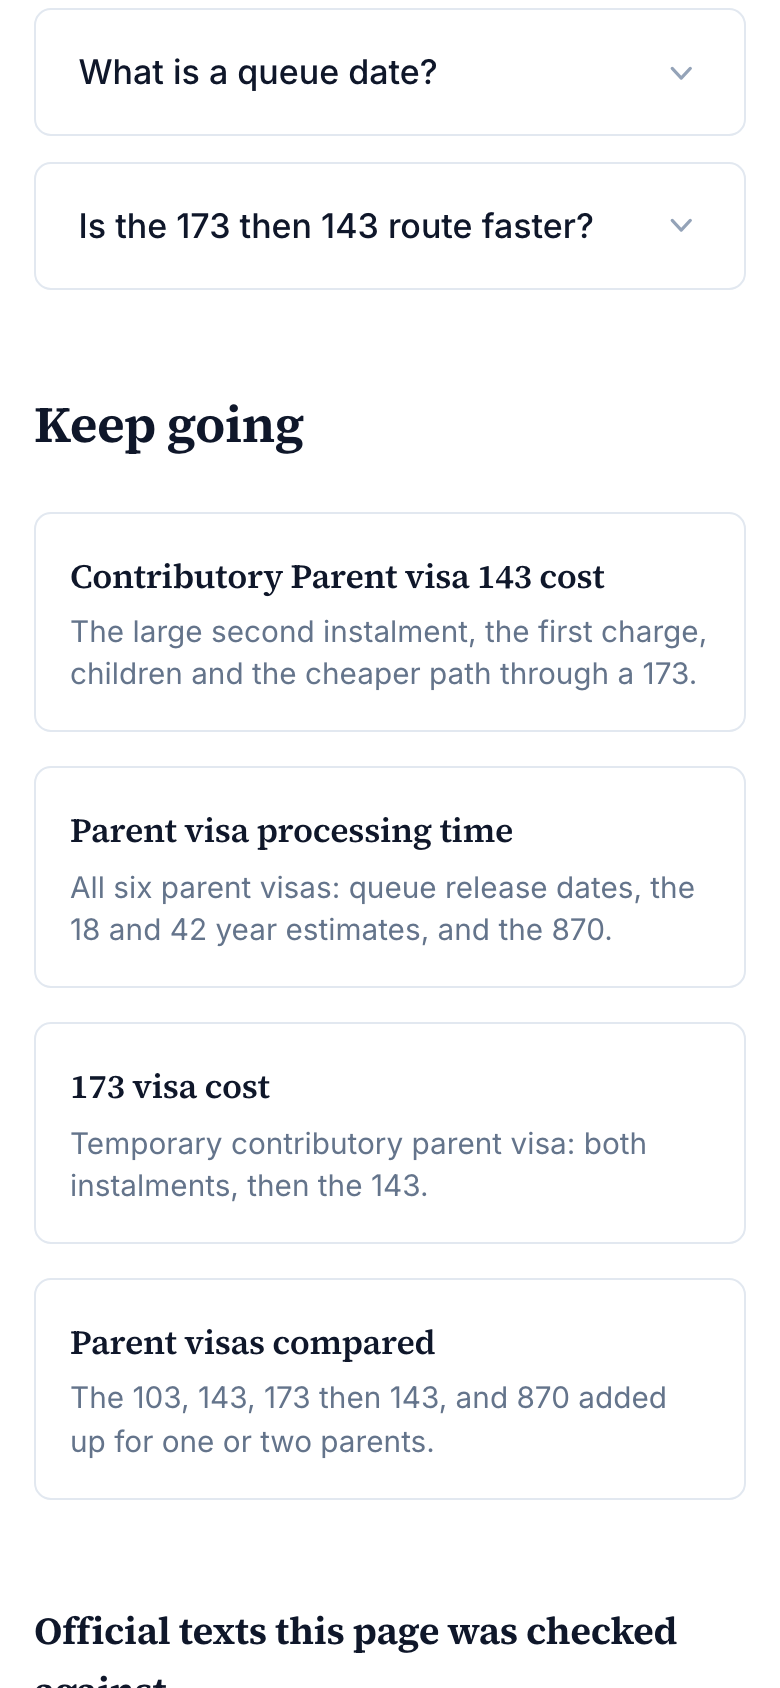 What is a queue date?
Is the 173 then 143 route faster?
Keep going
Contributory Parent visa 143 cost
The large second instalment, the first charge,
children and the cheaper path through a 173.
Parent visa processing time
All six parent visas: queue release dates, the
18 and 42 year estimates, and the 870.
173 visa cost
Temporary contributory parent visa: both
instalments, then the 143.
Parent visas compared
The 103, 143, 173 then 143, and 870 added
up for one or two parents.
Official texts this page was checked
against